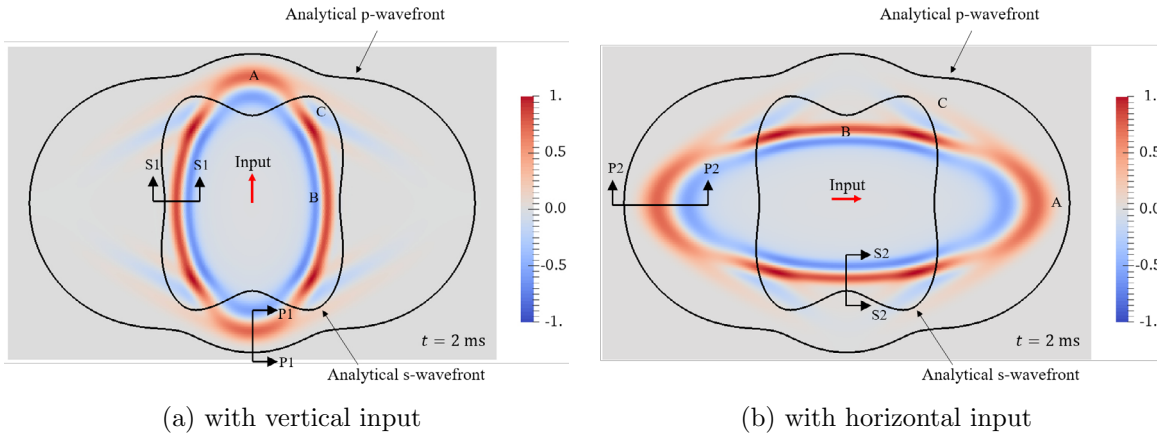 Analytical p-wavefront
A
C
S1
S1
Input
B
P1
P1
t = 2 ms
Analytical s-wavefront
1.
0.5
0.0
-0.5
-1.
(a) with vertical input
Analytical p-wavefront
C
B
P2
P2
Input
A
S2
S2
t = 2 ms
Analytical s-wavefront
1.
0.5
0.0
-0.5
-1.
(b) with horizontal input